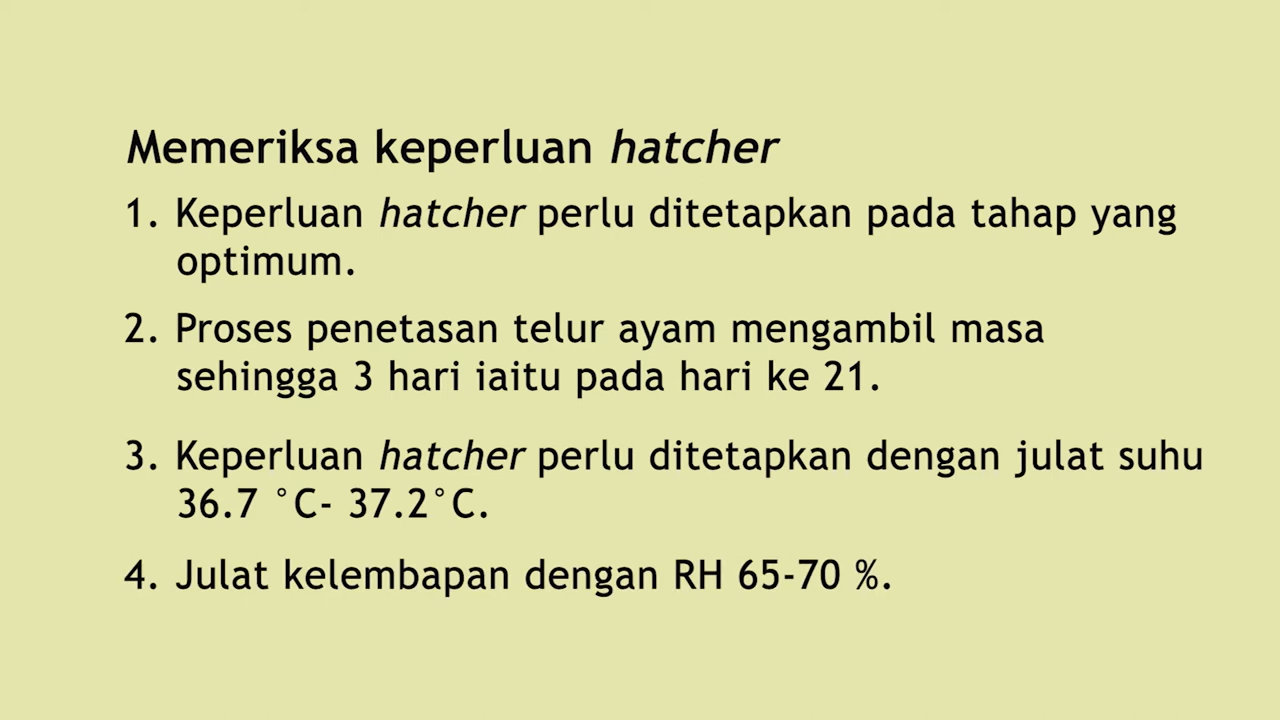 Memeriksa keperluan hatcher
1. Keperluan hatcher perlu ditetapkan pada tahap yang
optimum.
2. Proses penetasan telur ayam mengambil masa
sehingga 3 hari iaitu pada hari ke 21.
3. Keperluan hatcher perlu ditetapkan dengan julat suhu
36.7 °C- 37.2°C.
4. Julat kelembapan dengan RH 65-70 %.